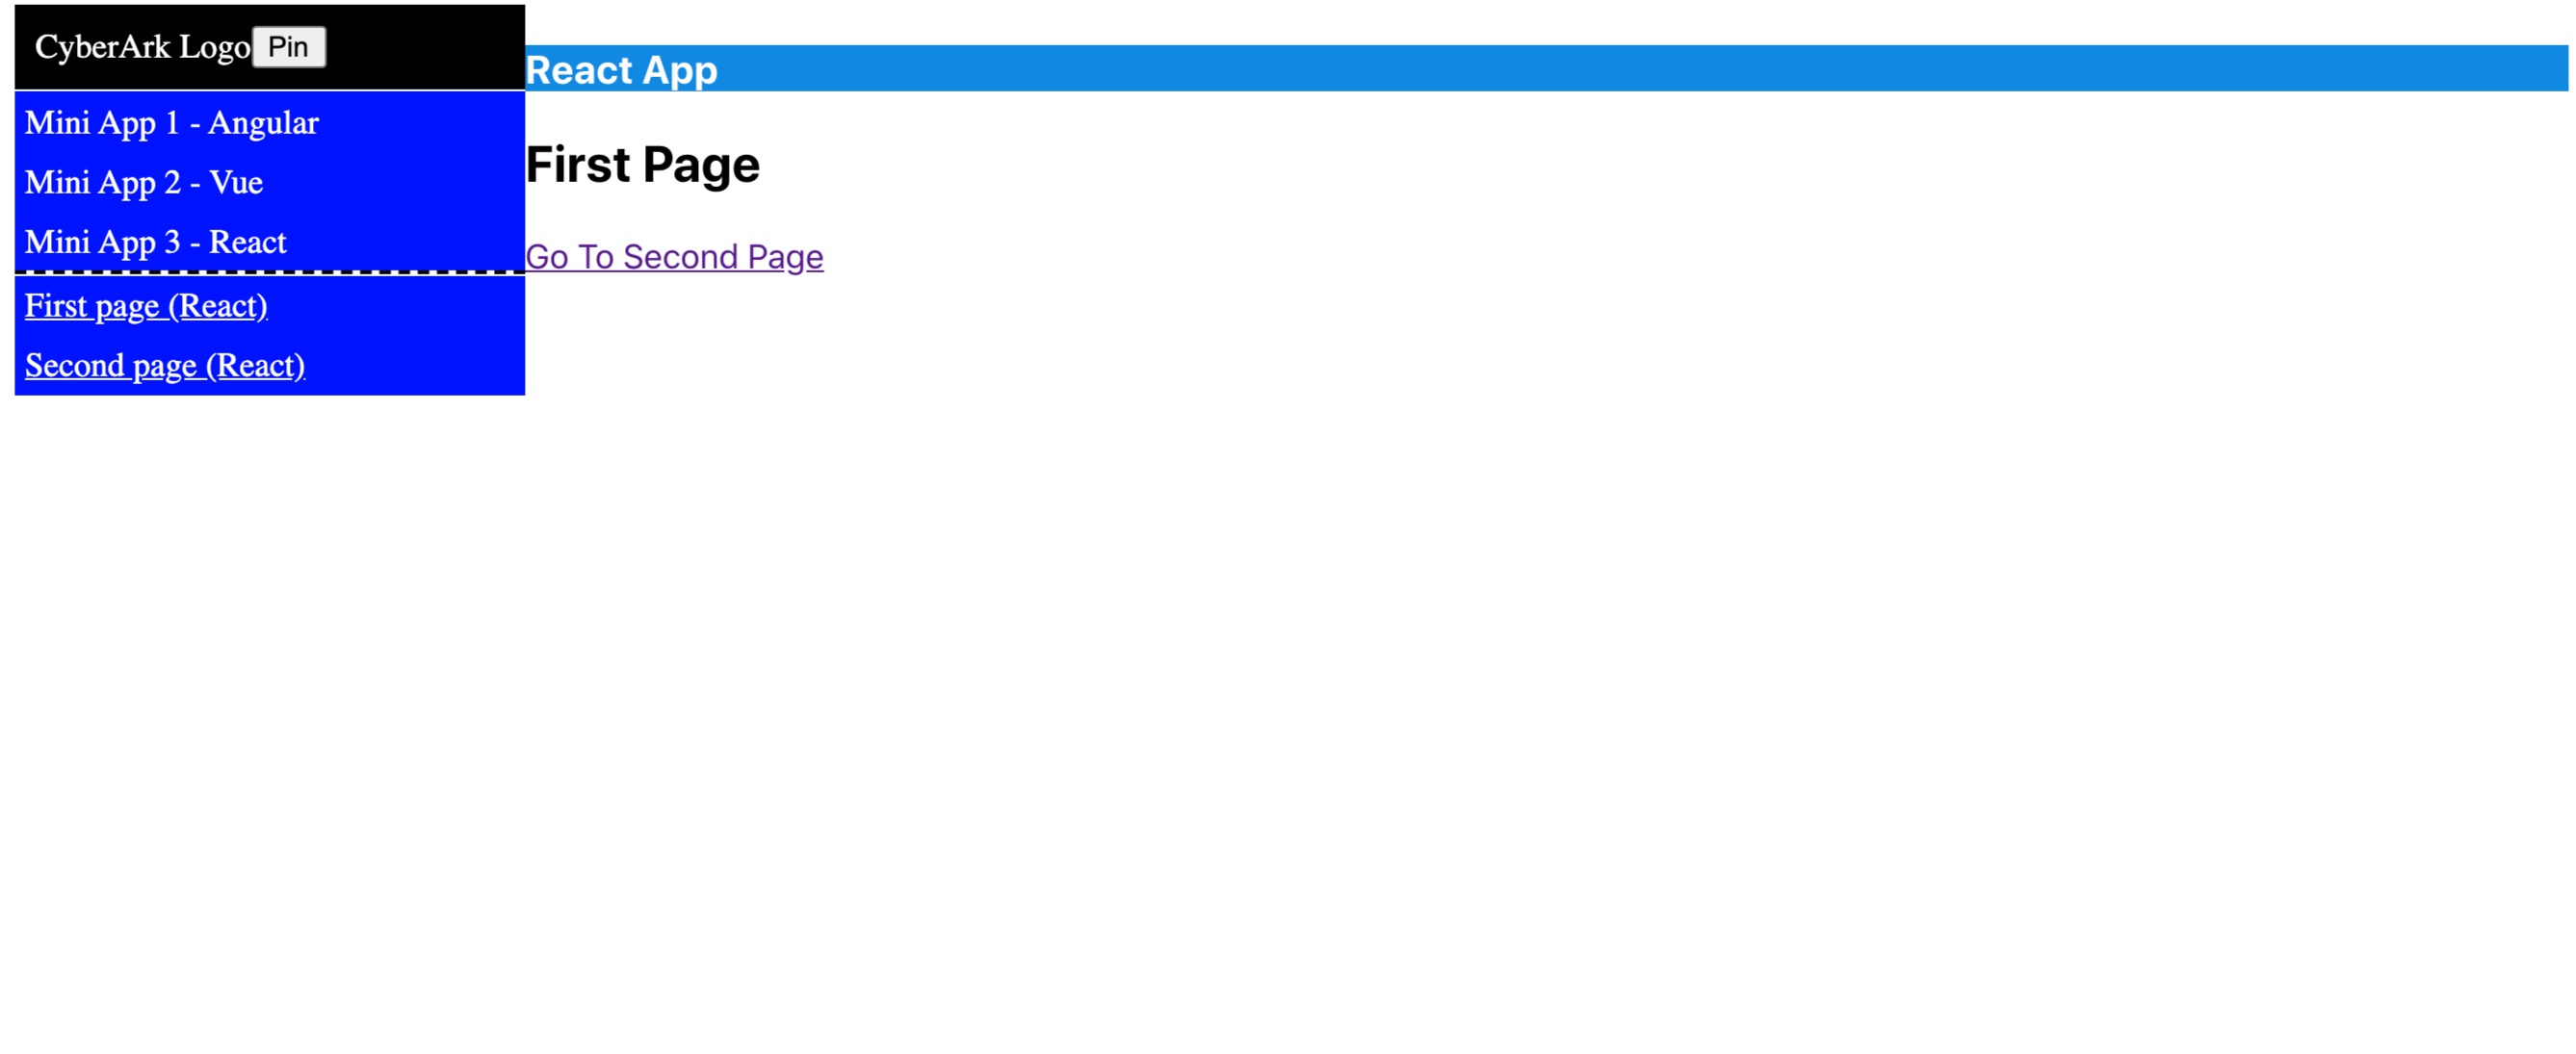 CyberArk Logo Pin
Mini App 1 - Angular
Mini App 2 - Vue
Mini App 3 - React
First page (React)
Second page (React)
React App
First Page
Go To Second Page